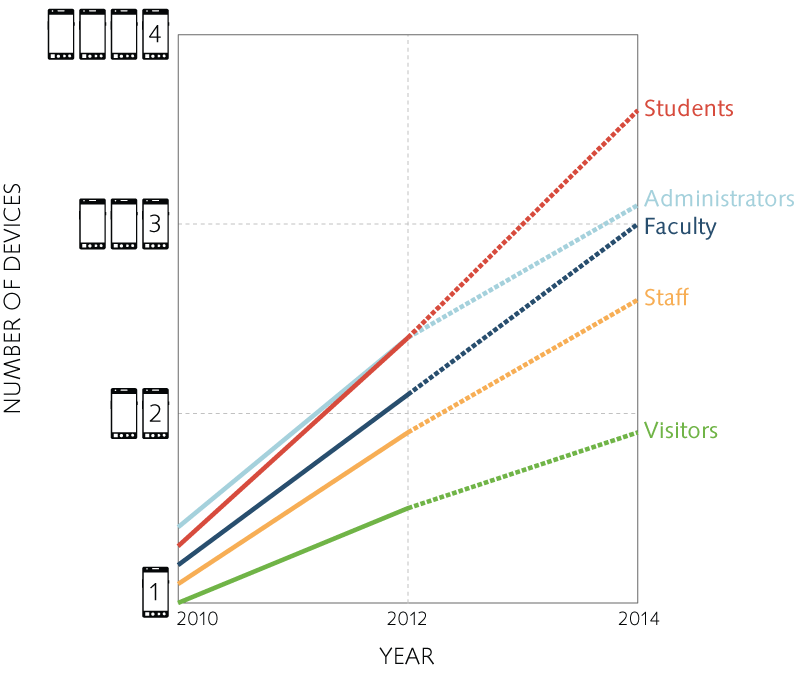 4
Students
Administrators
3
Faculty
Staff
2
Visitors
1
NUMBER OF DEVICES
2010
2012
2014
YEAR